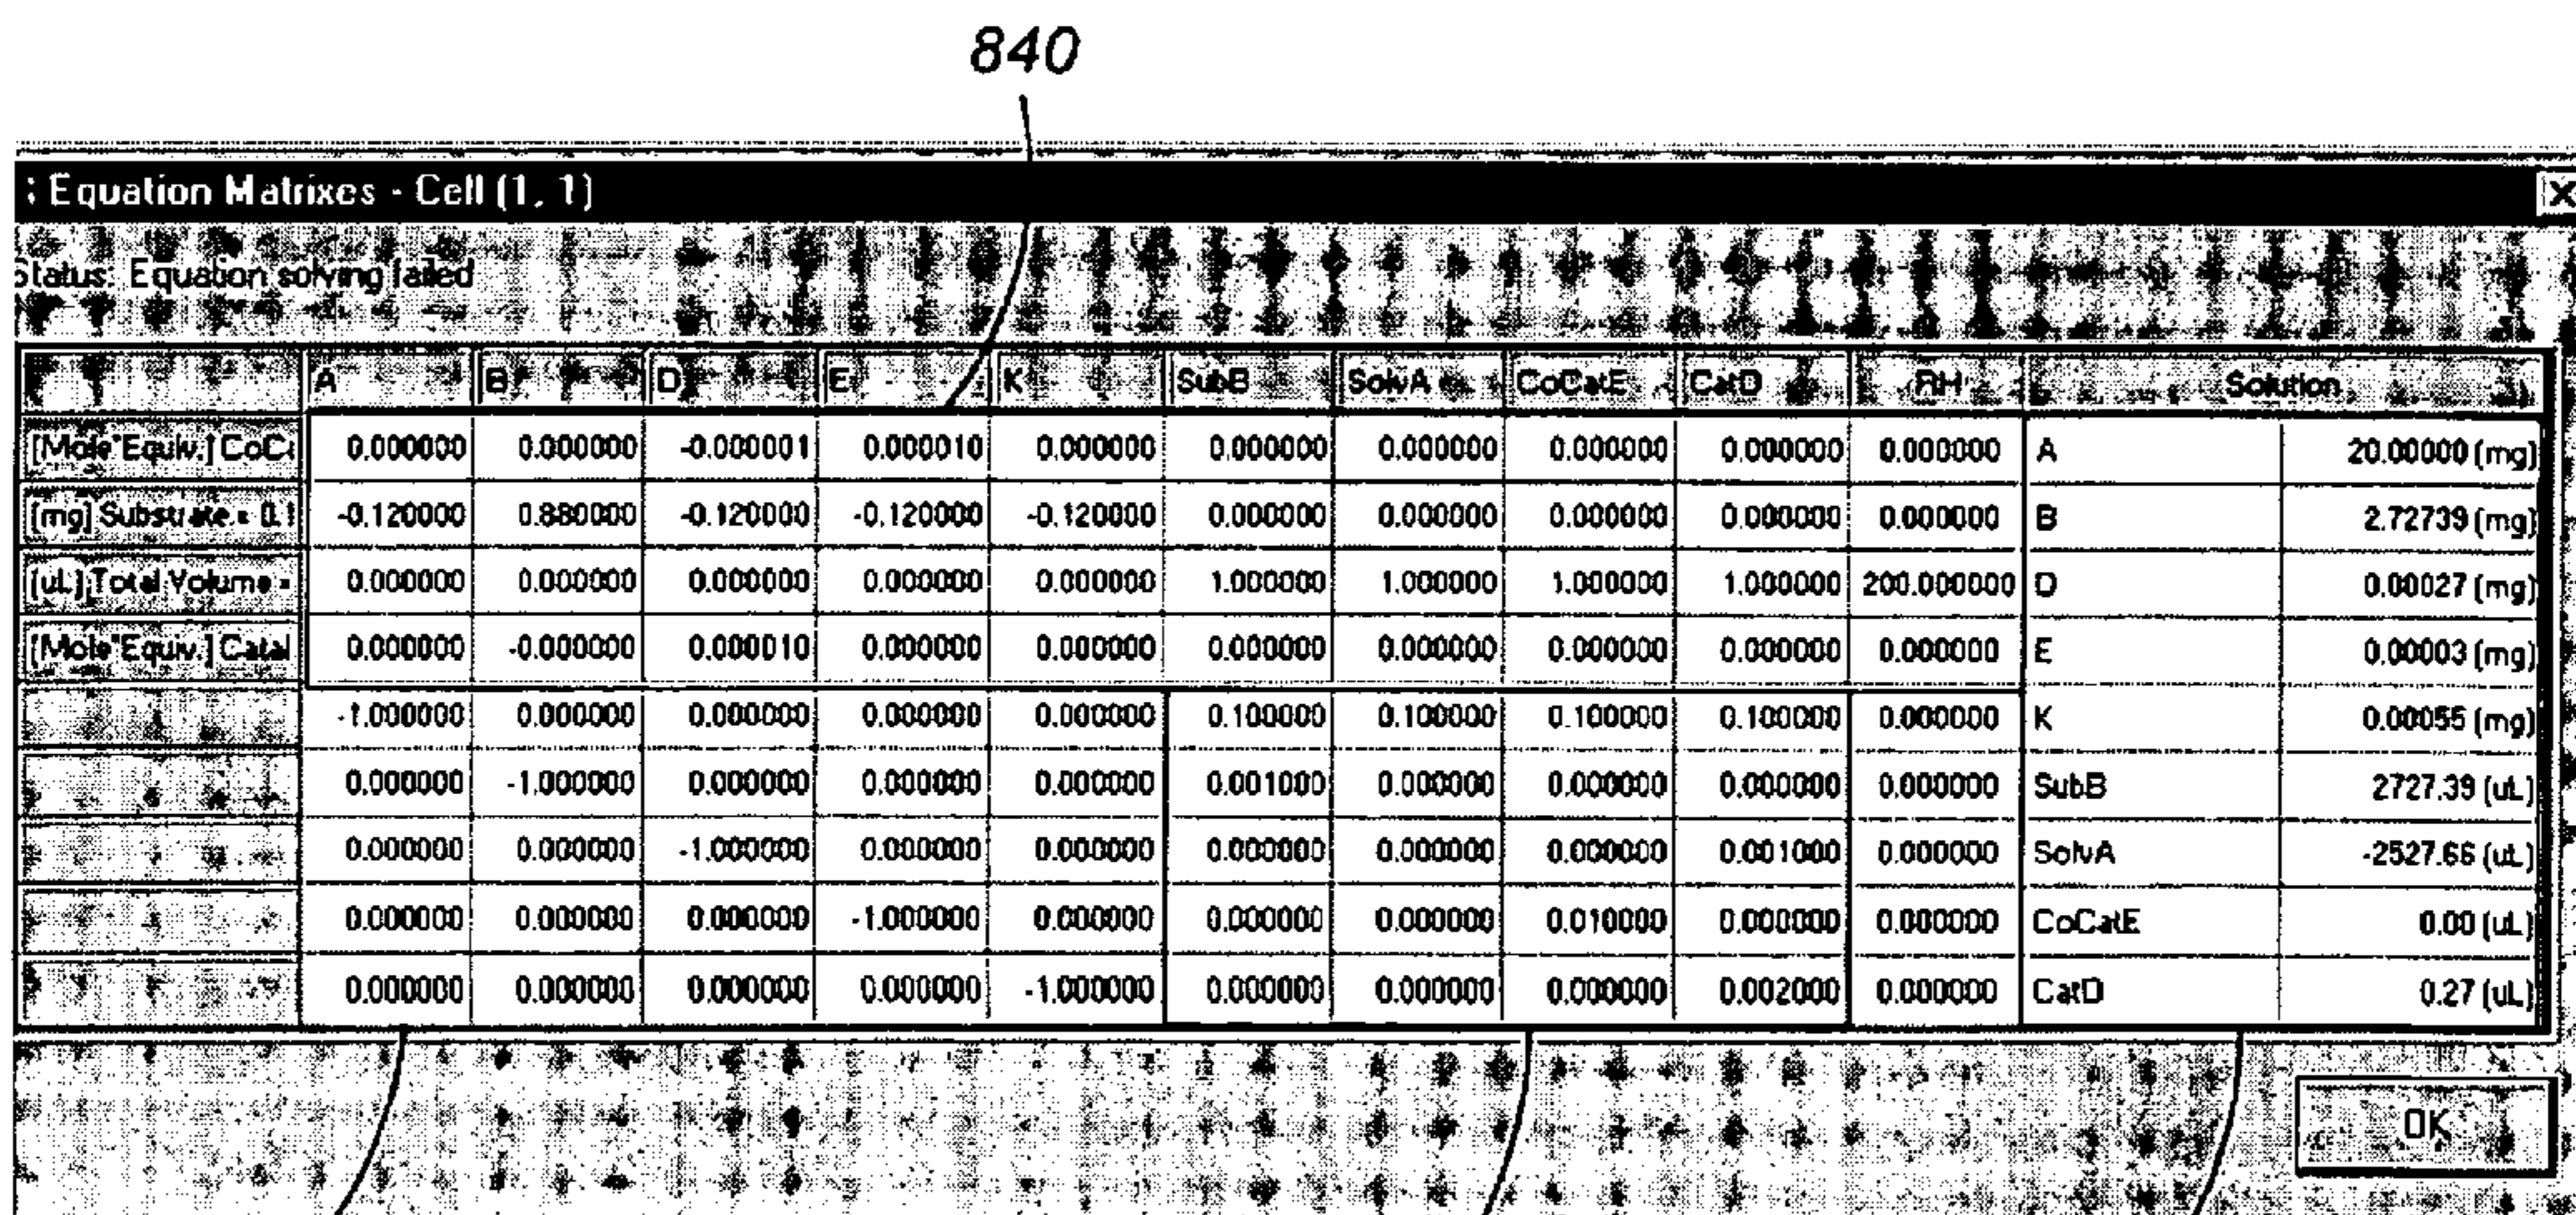 840
: Equation Matrixes - Cell (1, 1)
Status: Equation solving failed
A B D E K SubB SolvA CoCatE CatD RH Solution
[Mole Equiv.] CoCa 0.000000 0.000000 -0.000001 0.000010 0.000000 0.000000 0.000000 0.000000 0.000000 0.000000 A 20.00000 (mg)
[mg] Substrate = 0.1 -0.120000 0.880000 -0.120000 -0.120000 -0.120000 0.000000 0.000000 0.000000 0.000000 0.000000 B 2.72739 (mg)
[uL] Total Volume = 0.000000 0.000000 0.000000 0.000000 0.000000 1.000000 1.000000 1.000000 1.000000 200.000000 D 0.00027 (mg)
[Mole Equiv.] Catal 0.000000 -0.000000 0.000010 0.000000 0.000000 0.000000 0.000000 0.000000 0.000000 0.000000 E 0.00003 (mg)
-1.000000 0.000000 0.000000 0.000000 0.000000 0.100000 0.100000 0.100000 0.100000 0.000000 K 0.00055 (mg)
0.000000 -1.000000 0.000000 0.000000 0.000000 0.001000 0.000000 0.000000 0.000000 0.000000 SubB 2727.39 (uL)
0.000000 0.000000 -1.000000 0.000000 0.000000 0.000000 0.000000 0.000000 0.001000 0.000000 SolvA -2527.66 (uL)
0.000000 0.000000 0.000000 -1.000000 0.000000 0.000000 0.000000 0.010000 0.000000 0.000000 CoCatE 0.00 (uL)
0.000000 0.000000 0.000000 0.000000 -1.000000 0.000000 0.000000 0.000000 0.002000 0.000000 CatD 0.27 (uL)
OK